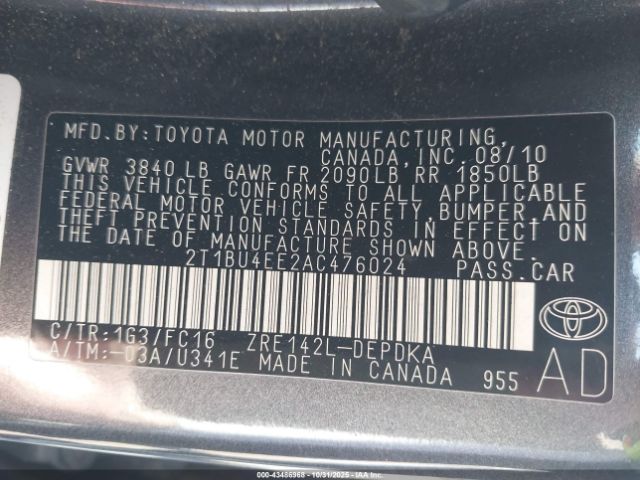 MFD. BY: TOYOTA MOTOR MANUFACTURING,
CANADA, INC. 08/10
GVWR 3840 LB GAWR FR 2090LB RR 1850LB
THIS VEHICLE CONFORMS TO ALL APPLICABLE
FEDERAL MOTOR VEHICLE SAFETY, BUMPER, AND
THEFT PREVENTION STANDARDS IN EFFECT ON
THE DATE OF MANUFACTURE SHOWN ABOVE.
2T1BU4EE2AC476024 PASS. CAR
C/TR: 1G3/FC16 ZRE142L-DEPDKA
A/TM: -03A/U341E MADE IN CANADA 955
AD
Copart 43486968 10/31/2025 Copart